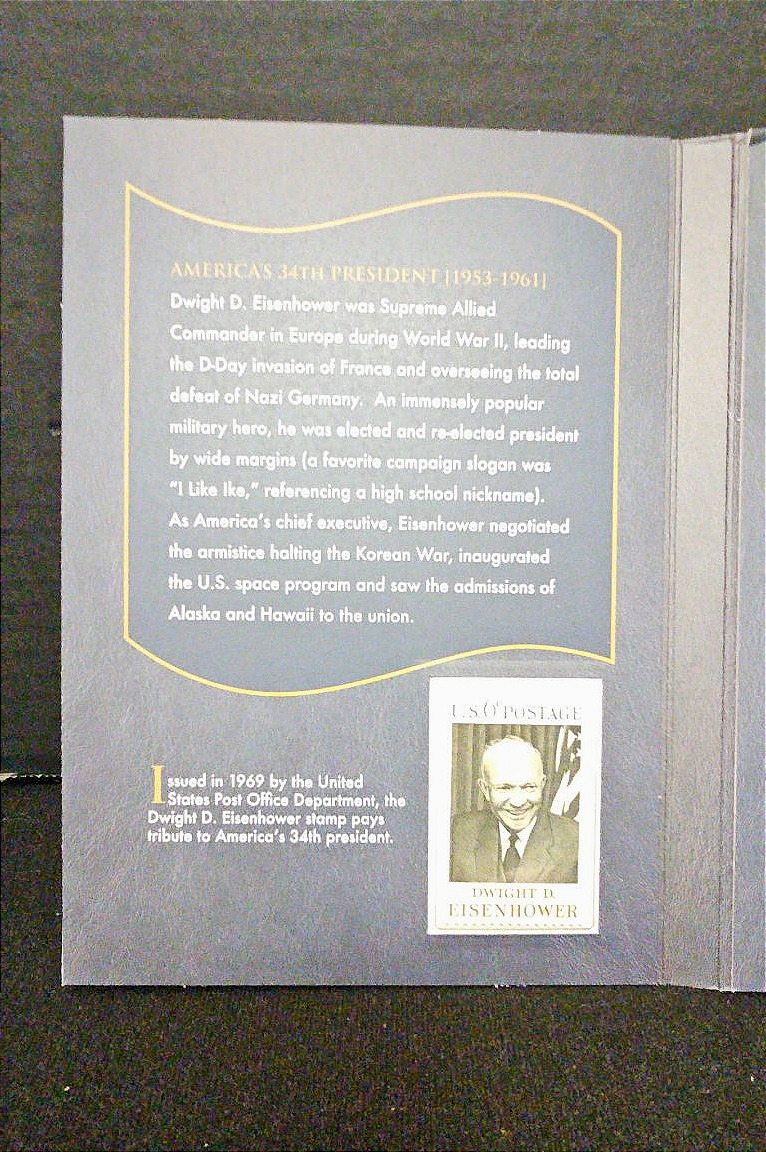 AMERICA'S 34TH PRESIDENT [1953-1961]
Dwight D. Eisenhower was Supreme Allied
Commander in Europe during World War II, leading
the D-Day invasion of France and overseeing the total
defeat of Nazi Germany. An immensely popular
military hero, he was elected and re-elected president
by wide margins (a favorite campaign slogan was
"I Like Ike," referencing a high school nickname).
As America's chief executive, Eisenhower negotiated
the armistice halting the Korean War, inaugurated
the U.S. space program and saw the admissions of
Alaska and Hawaii to the union.
Issued in 1969 by the United
States Post Office Department, the
Dwight D. Eisenhower stamp pays
tribute to America's 34th president.
U.S. 6¢ POSTAGE
DWIGHT D.
EISENHOWER